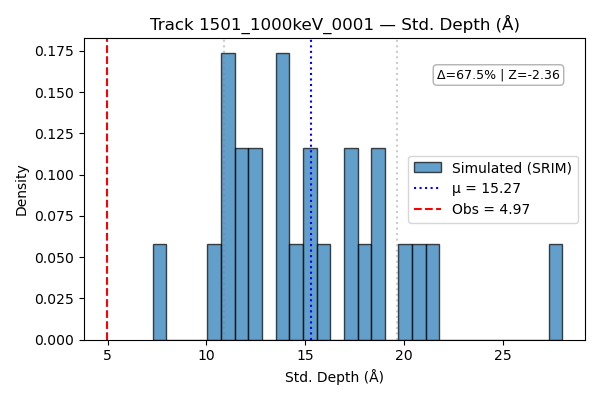 Track 1501_1000keV_0001 — Std. Depth (Å)
Δ=67.5% | Z=-2.36
Simulated (SRIM)
μ = 15.27
Obs = 4.97
Density
0.175
0.150
0.125
0.100
0.075
0.050
0.025
0.000
5 10 15 20 25
Std. Depth (Å)